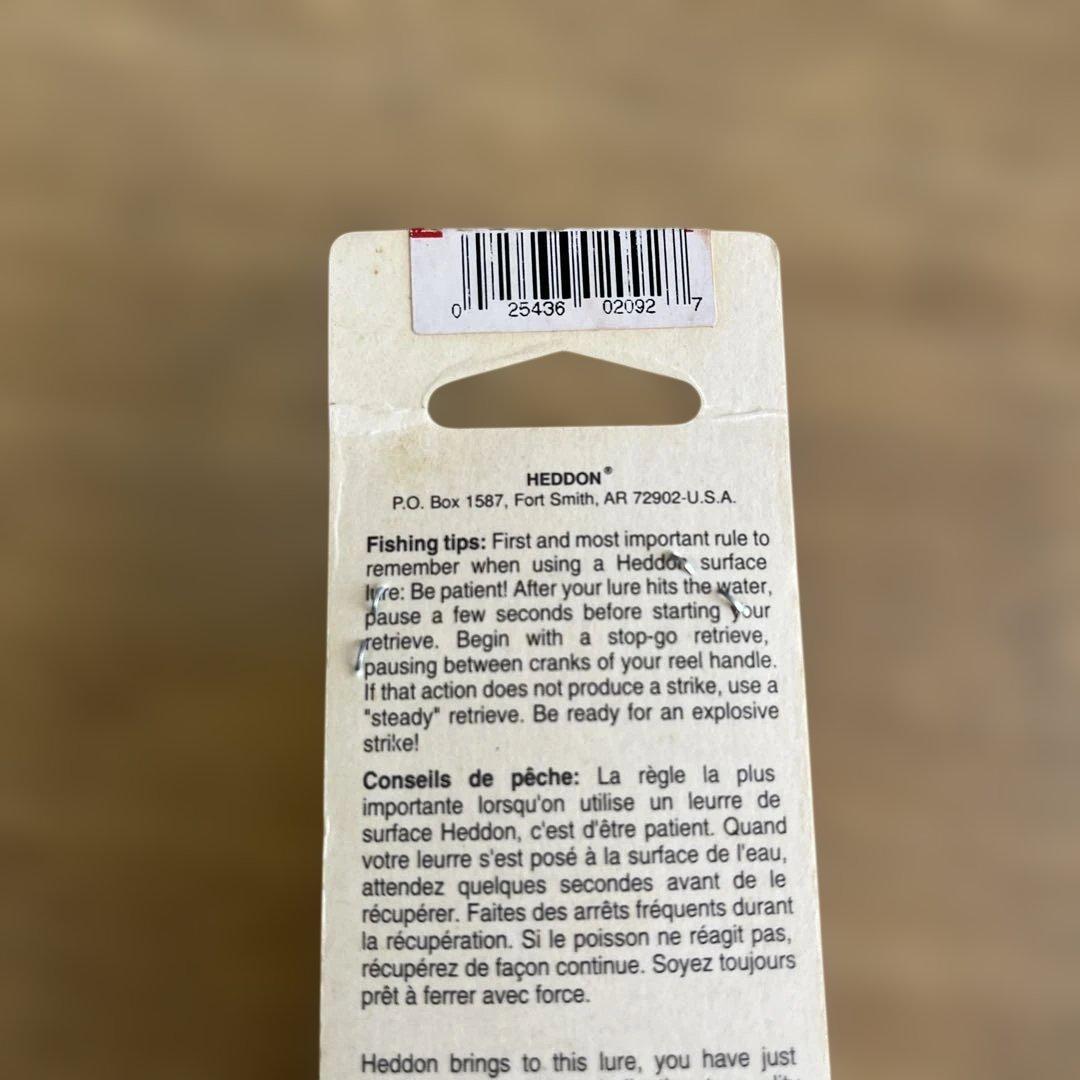 0 25436 02092 7
HEDDON®
P.O. Box 1587, Fort Smith, AR 72902-U.S.A.
Fishing tips: First and most important rule to
remember when using a Heddon surface
lure: Be patient! After your lure hits the water,
pause a few seconds before starting your
retrieve. Begin with a stop-go retrieve,
pausing between cranks of your reel handle.
If that action does not produce a strike, use a
"steady" retrieve. Be ready for an explosive
strike!
Conseils de pêche: La règle la plus
importante lorsqu'on utilise un leurre de
surface Heddon, c'est d'être patient. Quand
votre leurre s'est posé à la surface de l'eau,
attendez quelques secondes avant de le
récupérer. Faites des arrêts fréquents durant
la récupération. Si le poisson ne réagit pas,
récupérez de façon continue. Soyez toujours
prêt à ferrer avec force.
Heddon brings to this lure, you have just